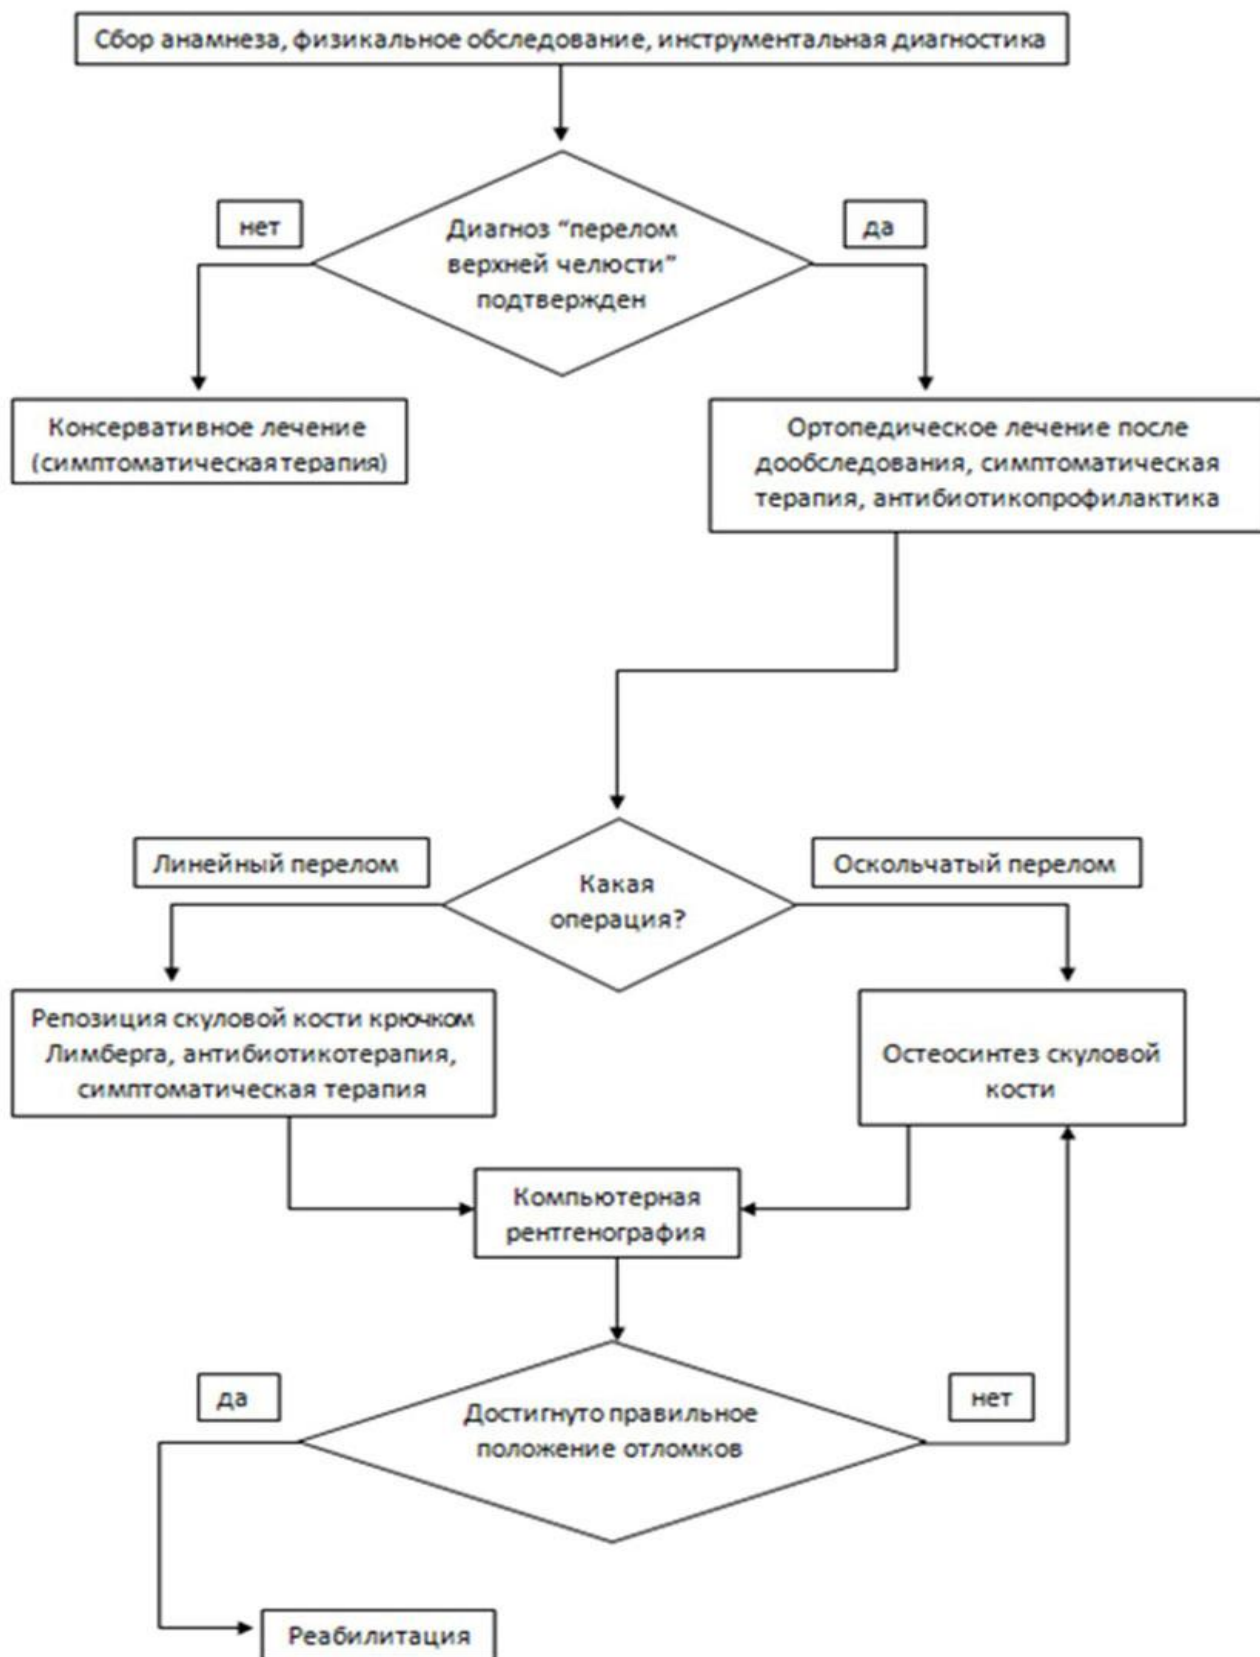 Сбор анамнеза, физикальное обследование, инструментальная диагностика
нет
Диагноз “перелом
верхней челюсти”
подтвержден
да
Консервативное лечение
(симптоматическая терапия)
Ортопедическое лечение после
дообследования, симптоматическая
терапия, антибиотикопрофилактика
Линейный перелом
Какая
операция?
Оскольчатый перелом
Репозиция скуловой кости крючком
Лимберга, антибиотикотерапия,
симптоматическая терапия
Остеосинтез скуловой
кости
Компьютерная
рентгенография
да
Достигнуто правильное
положение отломков
нет
Реабилитация